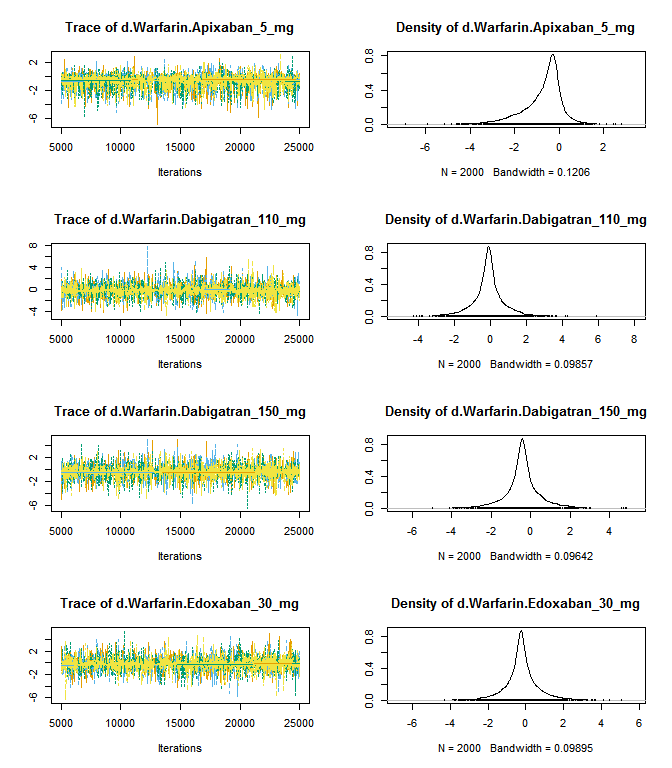 Trace of d.Warfarin.Apixaban_5_mg
2
-2
-6
5000 10000 15000 20000 25000
Iterations
Density of d.Warfarin.Apixaban_5_mg
0.8
0.4
0.0
-6 -4 -2 0 2
N = 2000 Bandwidth = 0.1206
Trace of d.Warfarin.Dabigatran_110_mg
8
4
0
-4
5000 10000 15000 20000 25000
Iterations
Density of d.Warfarin.Dabigatran_110_mg
0.8
0.4
0.0
-4 -2 0 2 4 6 8
N = 2000 Bandwidth = 0.09857
Trace of d.Warfarin.Dabigatran_150_mg
2
-2
-6
5000 10000 15000 20000 25000
Iterations
Density of d.Warfarin.Dabigatran_150_mg
0.8
0.4
0.0
-6 -4 -2 0 2 4
N = 2000 Bandwidth = 0.09642
Trace of d.Warfarin.Edoxaban_30_mg
2
-2
-6
5000 10000 15000 20000 25000
Iterations
Density of d.Warfarin.Edoxaban_30_mg
0.8
0.4
0.0
-6 -4 -2 0 2 4 6
N = 2000 Bandwidth = 0.09895